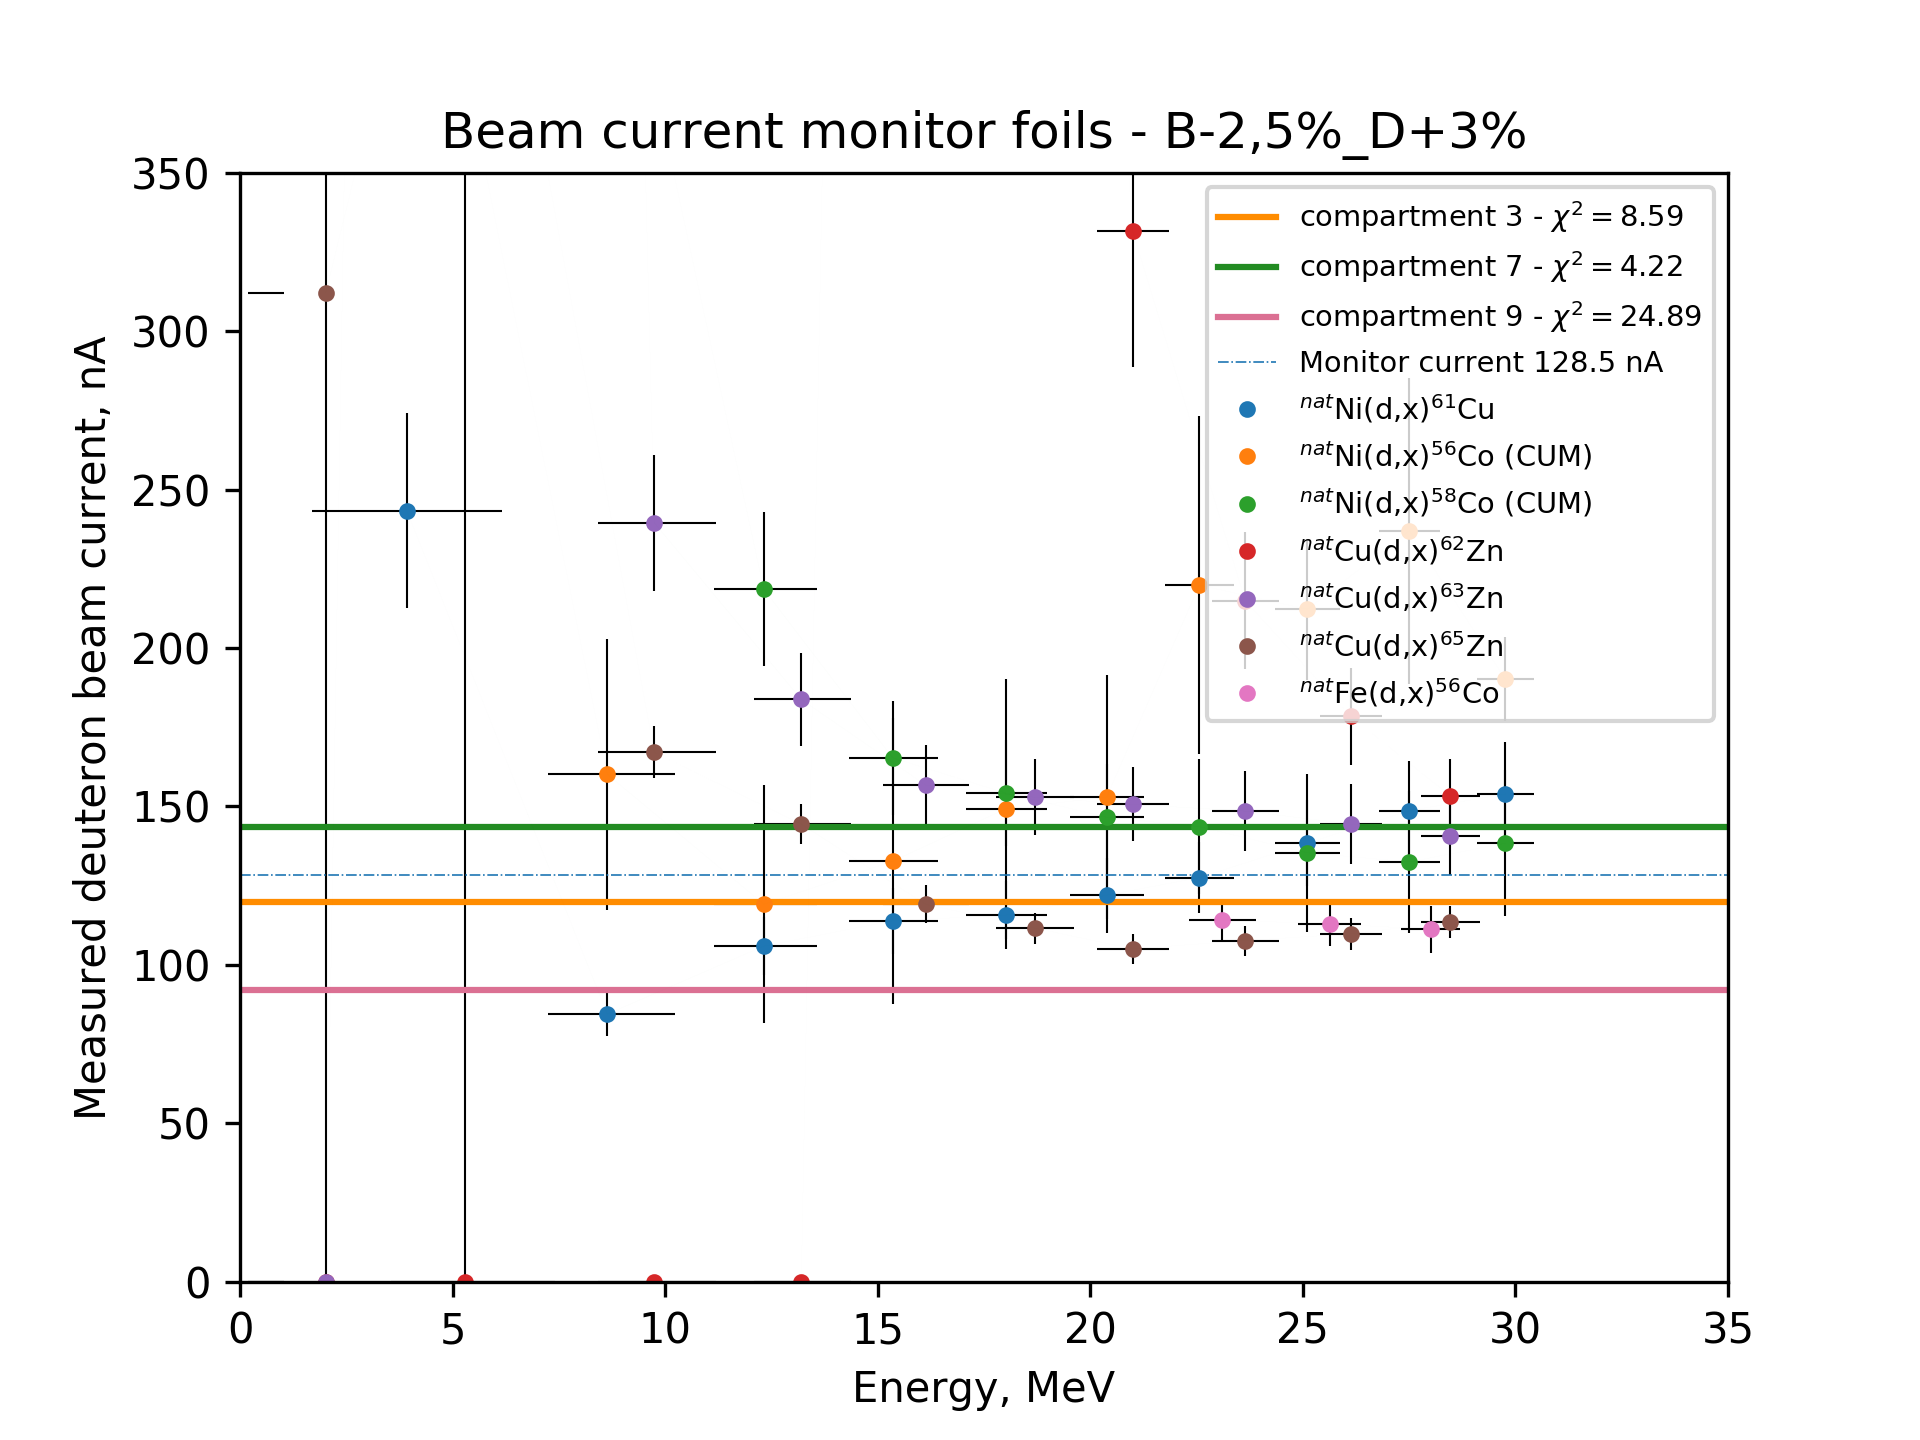 Beam current monitor foils - B-2,5%_D+3%
350
300
250
200
150
100
50
0
Measured deuteron beam current, nA
compartment 3 - χ² = 8.59
compartment 7 - χ² = 4.22
compartment 9 - χ² = 24.89
Monitor current 128.5 nA
ⁿᵃᵗNi(d,x)⁶¹Cu
ⁿᵃᵗNi(d,x)⁵⁶Co (CUM)
ⁿᵃᵗNi(d,x)⁵⁸Co (CUM)
ⁿᵃᵗCu(d,x)⁶²Zn
ⁿᵃᵗCu(d,x)⁶³Zn
ⁿᵃᵗCu(d,x)⁶⁵Zn
ⁿᵃᵗFe(d,x)⁵⁶Co
0 5 10 15 20 25 30 35
Energy, MeV